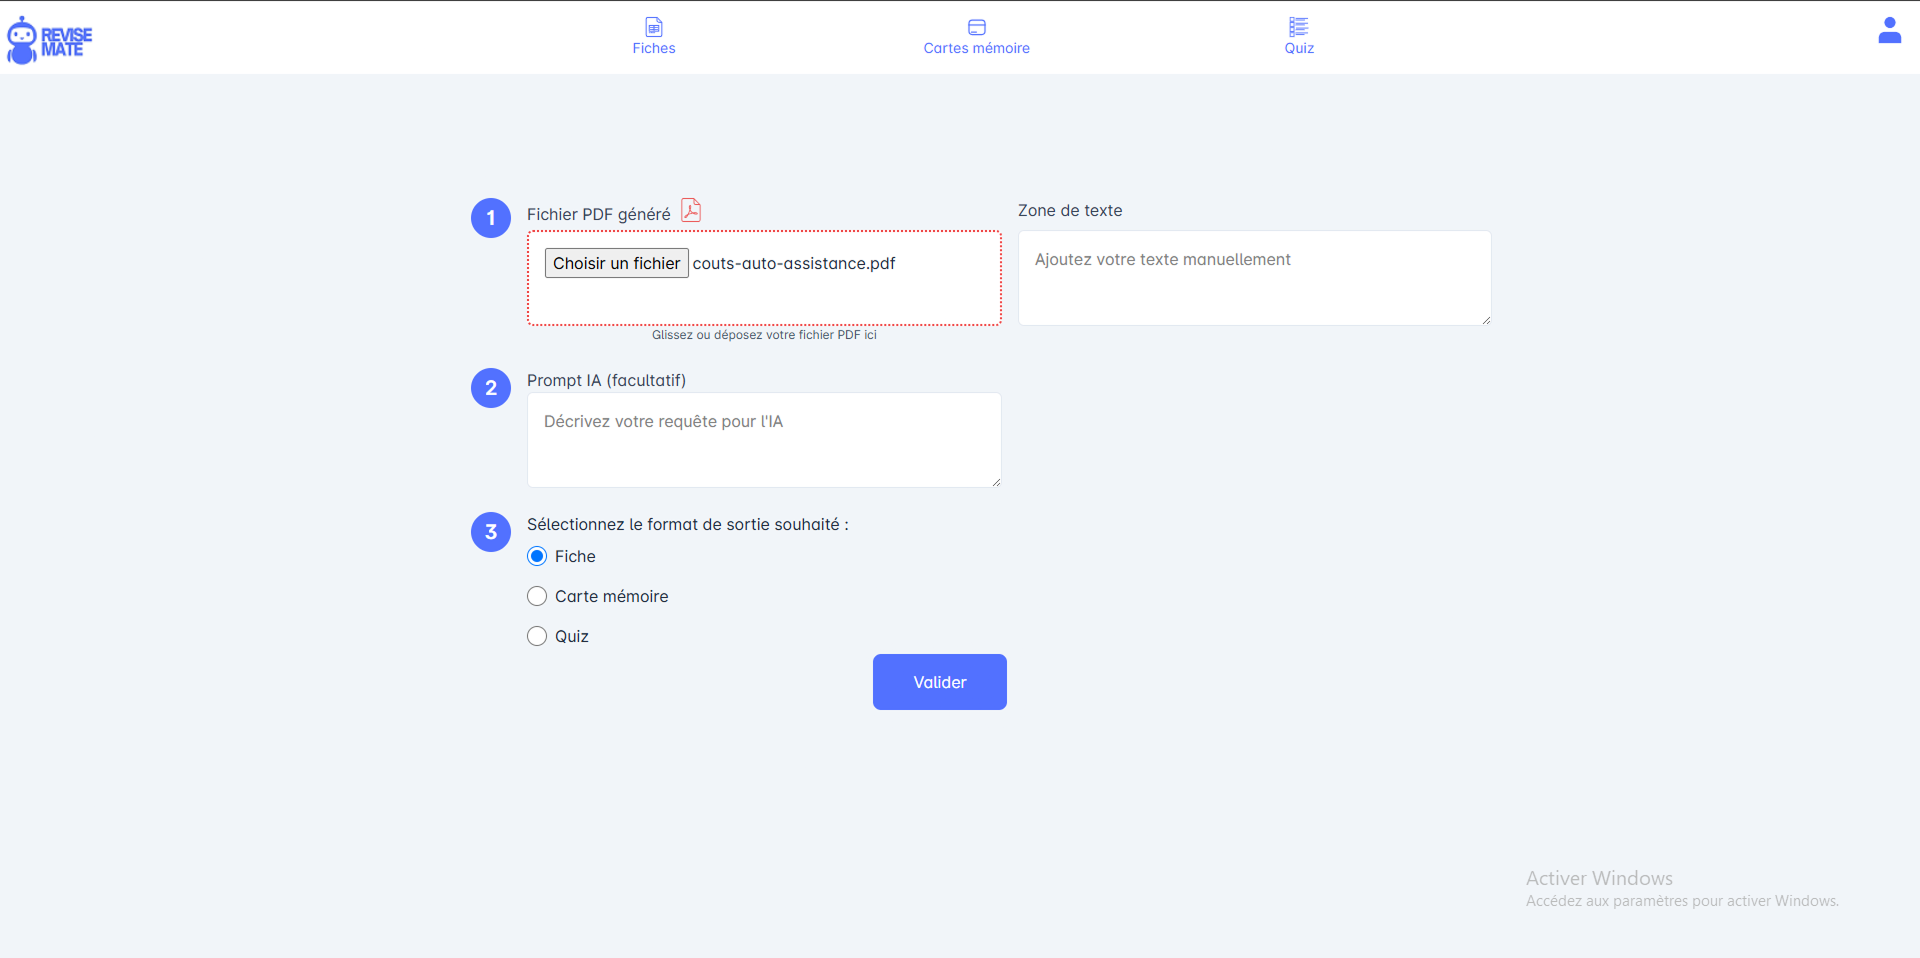 REVISE
MATE
Fiches
Cartes mémoire
Quiz
1
Fichier PDF généré
Choisir un fichier couts-auto-assistance.pdf
Glissez ou déposez votre fichier PDF ici
Zone de texte
Ajoutez votre texte manuellement
2
Prompt IA (facultatif)
Décrivez votre requête pour l'IA
3
Sélectionnez le format de sortie souhaité :
Fiche
Carte mémoire
Quiz
Valider
Activer Windows
Accédez aux paramètres pour activer Windows.